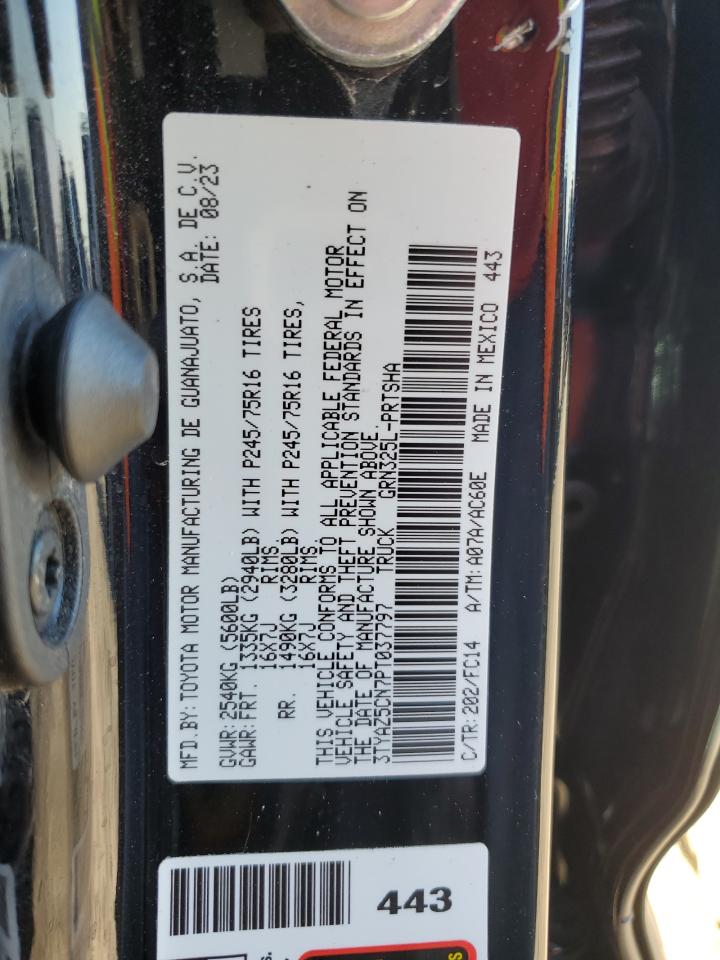 MFD.BY: TOYOTA MOTOR MANUFACTURING DE GUANAJUATO, S.A. DE C.V.
DATE: 08/23
GVWR: 2540KG (5600LB)
GAWR: FRT. 1335KG (2940LB) WITH P245/75R16 TIRES
16X7J RIMS,
RR. 1490KG (3280LB) WITH P245/75R16 TIRES,
16X7J RIMS
THIS VEHICLE CONFORMS TO ALL APPLICABLE FEDERAL MOTOR
VEHICLE SAFETY AND THEFT PREVENTION STANDARDS IN EFFECT ON
THE DATE OF MANUFACTURE SHOWN ABOVE.
3TYAZ5CN7PT037797 TRUCK GRN325L-PRTSHA
C/TR: 202/FC14 A/TM: A07A/AC60E MADE IN MEXICO 443
443